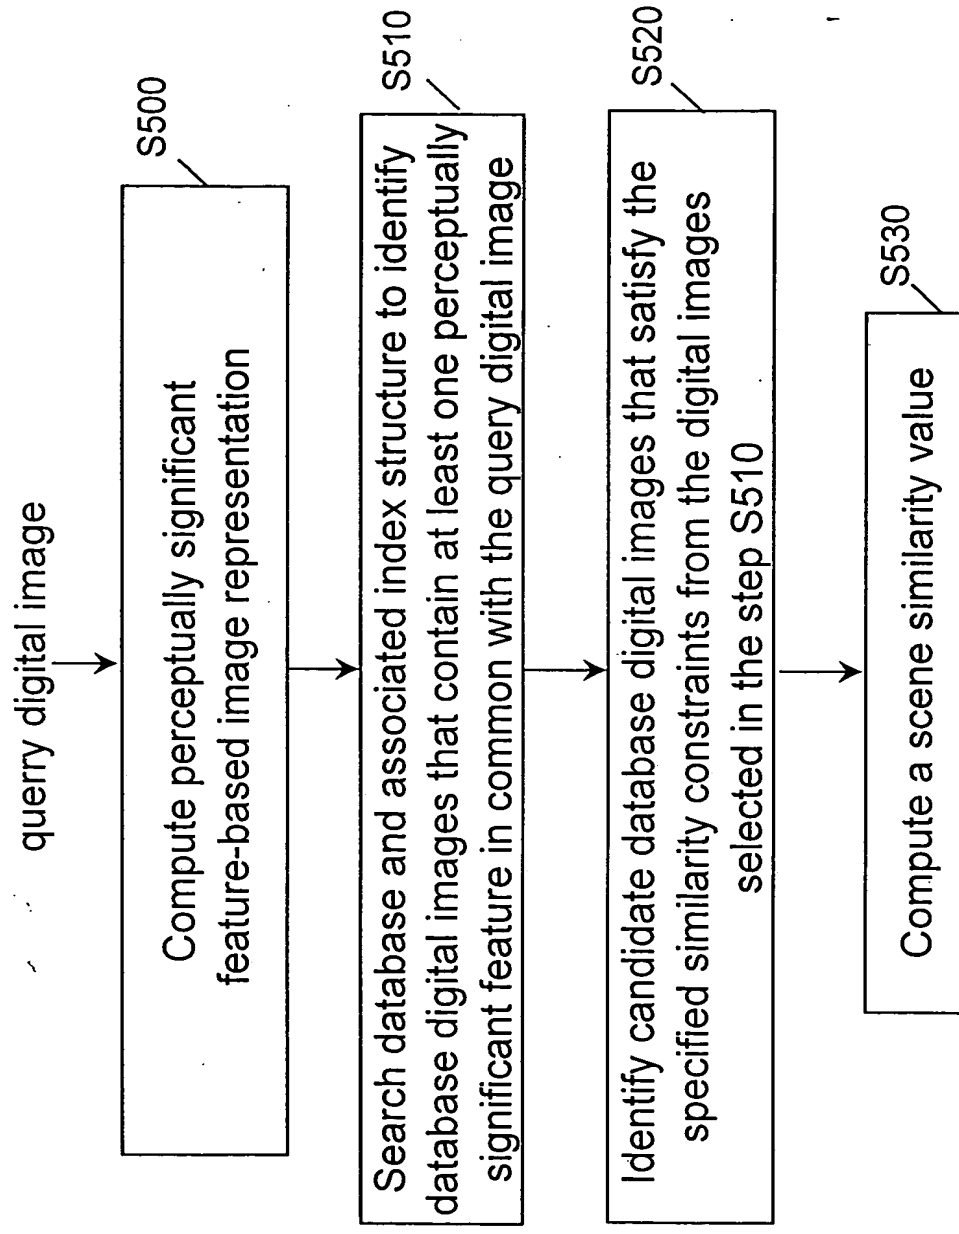 querry digital image
S500
Compute perceptually significant
feature-based image representation
S510
Search database and associated index structure to identify
database digital images that contain at least one perceptually
significant feature in common with the query digital image
S520
Identify candidate database digital images that satisfy the
specified similarity constraints from the digital images
selected in the step S510
S530
Compute a scene similarity value